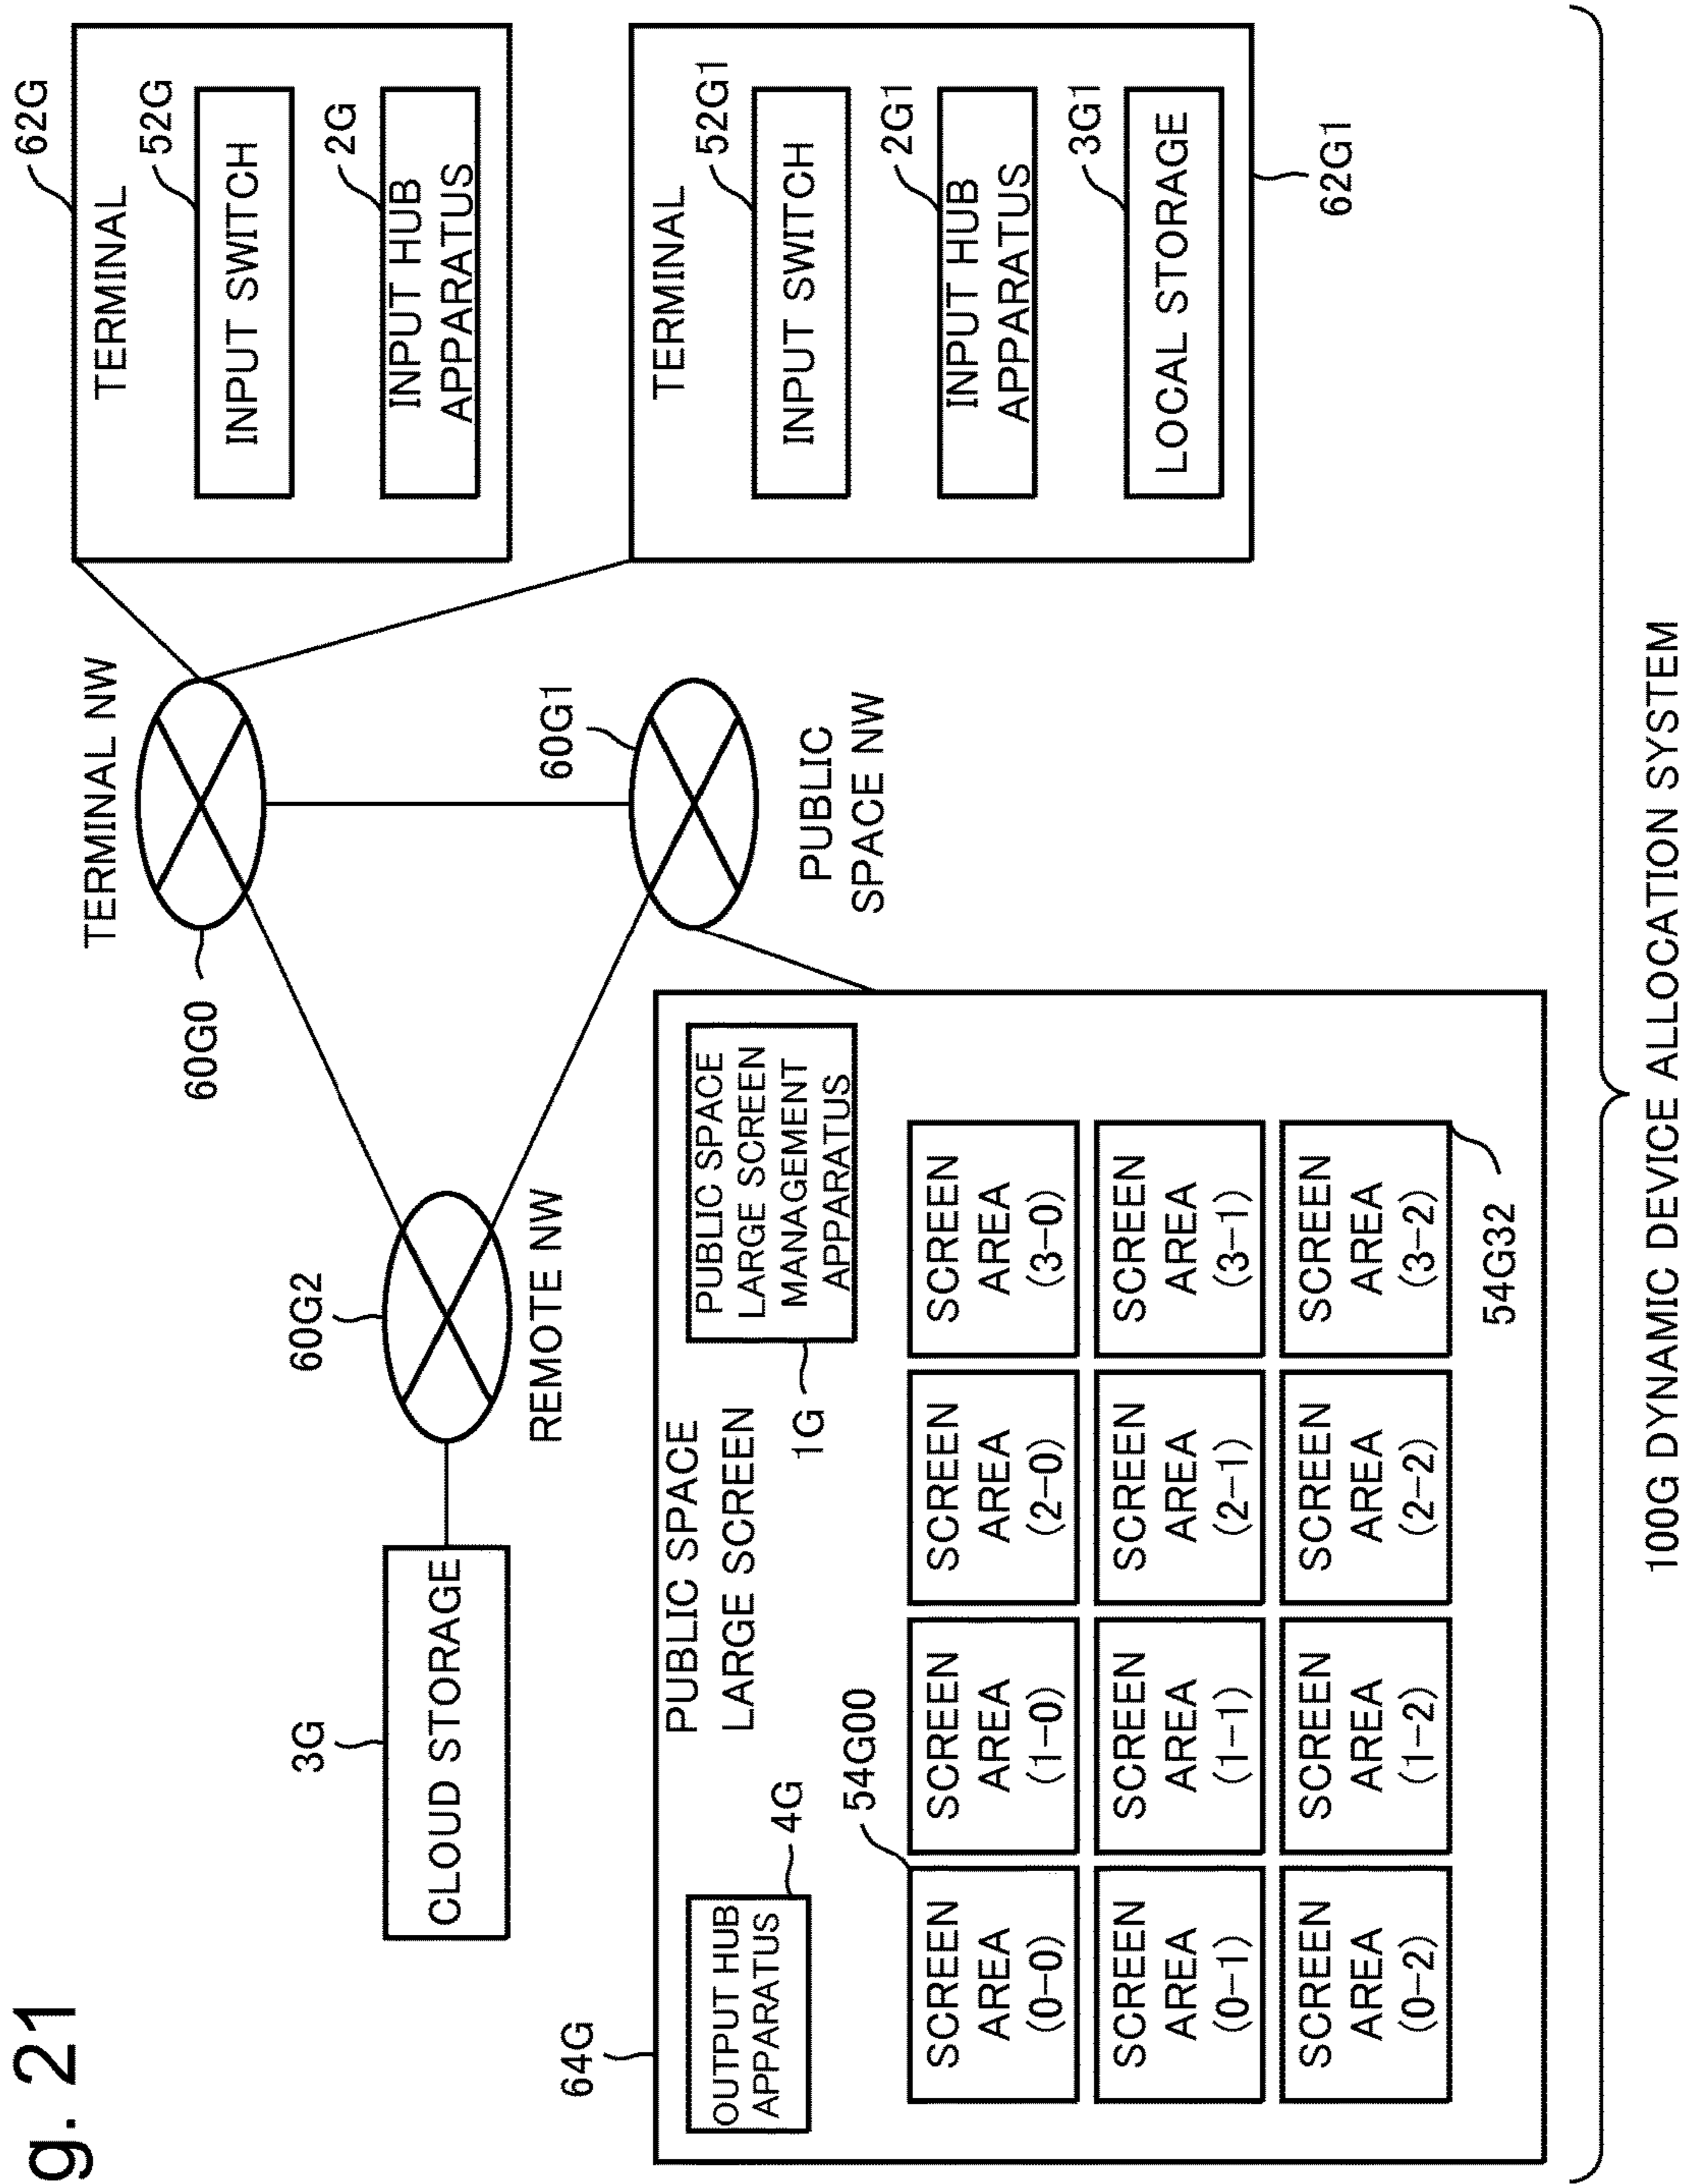 g. 21
3G
CLOUD STORAGE
60G2
REMOTE NW
60G0
TERMINAL NW
60G1
PUBLIC
SPACE NW
62G
TERMINAL
52G
INPUT SWITCH
2G
INPUT HUB
APPARATUS
TERMINAL
52G1
INPUT SWITCH
2G1
INPUT HUB
APPARATUS
3G1
LOCAL STORAGE
62G1
64G
OUTPUT HUB
APPARATUS
4G
PUBLIC SPACE
LARGE SCREEN
1G
PUBLIC SPACE
LARGE SCREEN
MANAGEMENT
APPARATUS
54G00
SCREEN
AREA
(0-0)
SCREEN
AREA
(1-0)
SCREEN
AREA
(2-0)
SCREEN
AREA
(3-0)
SCREEN
AREA
(0-1)
SCREEN
AREA
(1-1)
SCREEN
AREA
(2-1)
SCREEN
AREA
(3-1)
SCREEN
AREA
(0-2)
SCREEN
AREA
(1-2)
SCREEN
AREA
(2-2)
SCREEN
AREA
(3-2)
54G32
100G DYNAMIC DEVICE ALLOCATION SYSTEM